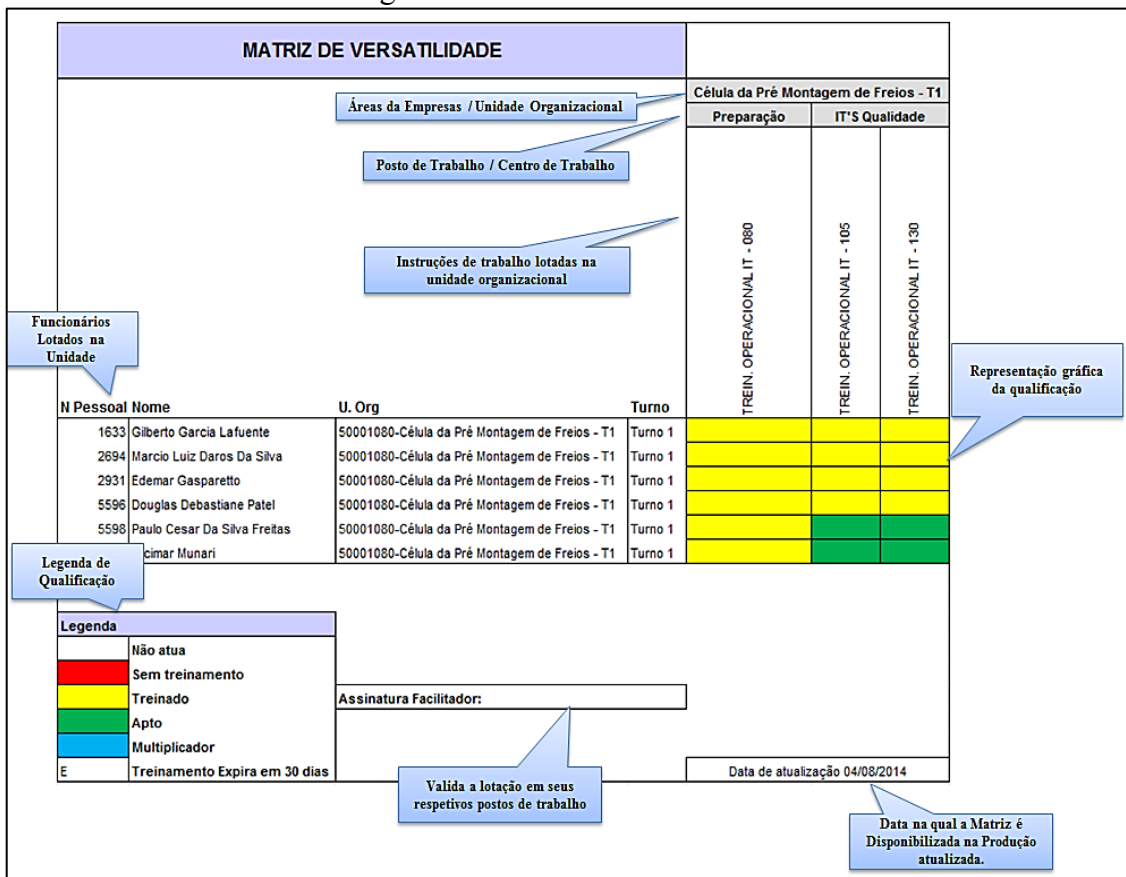 MATRIZ DE VERSATILIDADE
Célula da Pré Montagem de Freios - T1
Áreas da Empresas / Unidade Organizacional
Preparação IT'S Qualidade
Posto de Trabalho / Centro de Trabalho
Instruções de trabalho lotadas na
unidade organizacional
TREIN. OPERACIONAL IT - 080
TREIN. OPERACIONAL IT - 105
TREIN. OPERACIONAL IT - 130
Funcionários
Lotados na
Unidade
Representação gráfica
da qualificação
N Pessoal Nome U. Org Turno
1633 Gilberto Garcia Lafuente 50001080-Célula da Pré Montagem de Freios - T1 Turno 1
2694 Marcio Luiz Daros Da Silva 50001080-Célula da Pré Montagem de Freios - T1 Turno 1
2931 Edemar Gasparetto 50001080-Célula da Pré Montagem de Freios - T1 Turno 1
5596 Douglas Debastiane Patel 50001080-Célula da Pré Montagem de Freios - T1 Turno 1
5598 Paulo Cesar Da Silva Freitas 50001080-Célula da Pré Montagem de Freios - T1 Turno 1
Munari 50001080-Célula da Pré Montagem de Freios - T1 Turno 1
Legenda de
Qualificação
Legenda
Não atua
Sem treinamento
Treinado
Assinatura Facilitador:
Apto
Multiplicador
E Treinamento Expira em 30 dias
Valida a lotação em seus
respetivos postos de trabalho
Data de atualização 04/08/2014
Data na qual a Matriz é
Disponibilizada na Produção
atualizada.